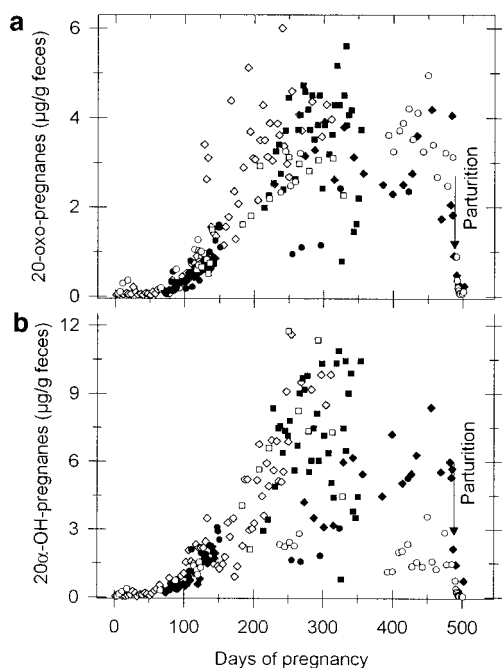 a
20-oxo-pregnanes (µg/g feces)
6
4
2
0
Parturition
b
20α-OH-pregnanes (µg/g feces)
12
9
6
3
0
Parturition
0 100 200 300 400 500
Days of pregnancy